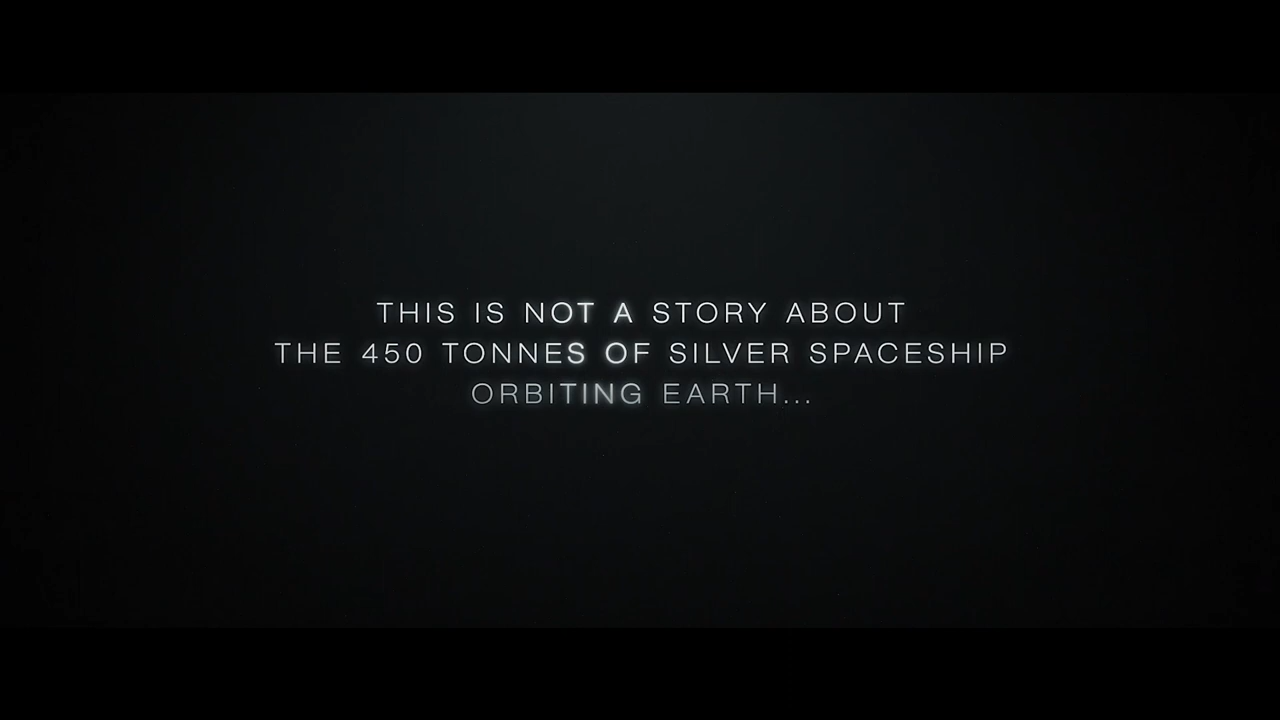 THIS IS NOT A STORY ABOUT
THE 450 TONNES OF SILVER SPACESHIP
ORBITING EARTH...